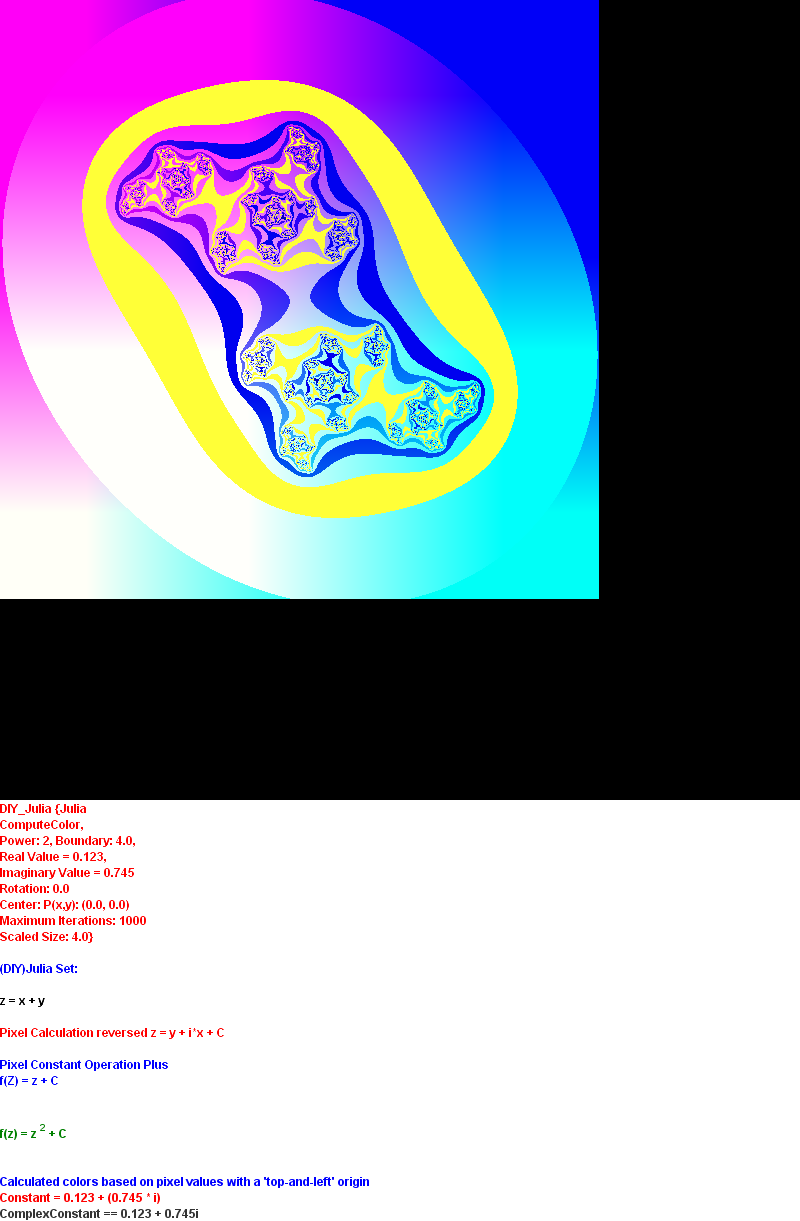 DIY_Julia {Julia
ComputeColor,
Power: 2, Boundary: 4.0,
Real Value = 0.123,
Imaginary Value = 0.745
Rotation: 0.0
Center: P(x,y): (0.0, 0.0)
Maximum Iterations: 1000
Scaled Size: 4.0}
(DIY)Julia Set:
z = x + y
Pixel Calculation reversed z = y + i*x + C
Pixel Constant Operation Plus
f(Z) = z + C
f(z) = z ² + C
Calculated colors based on pixel values with a 'top-and-left' origin
Constant = 0.123 + (0.745 * i)
ComplexConstant == 0.123 + 0.745i